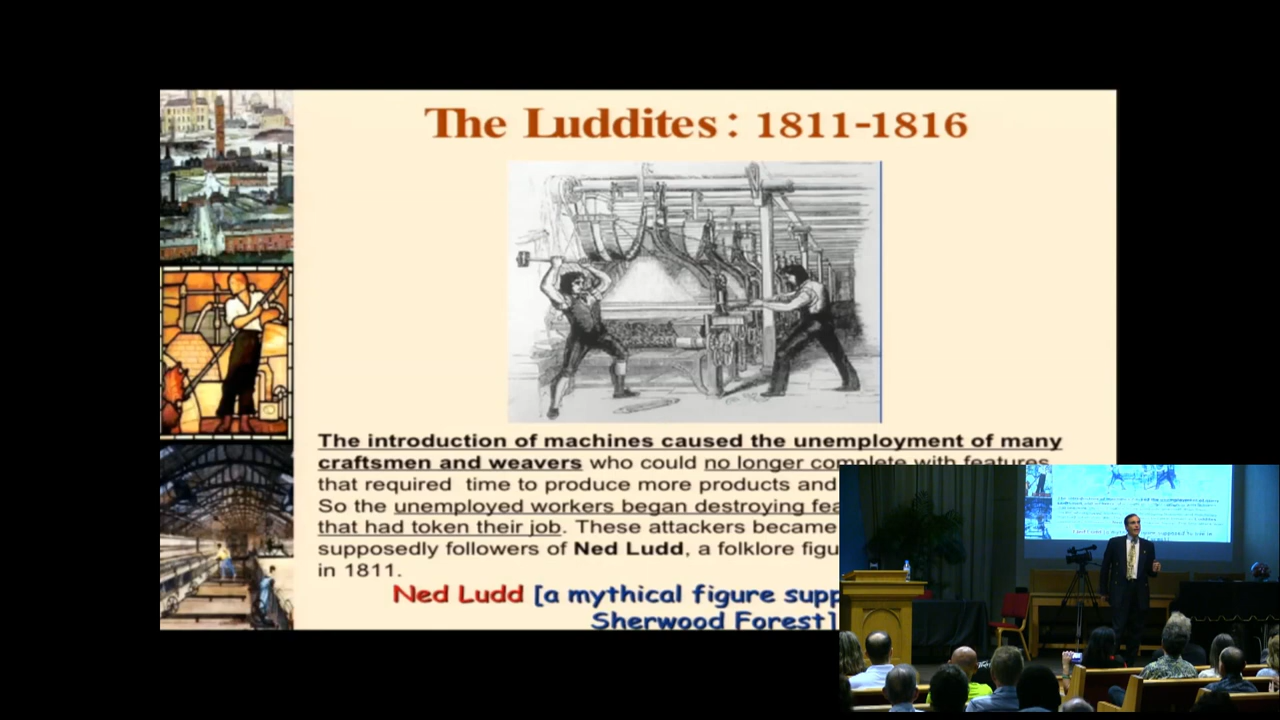 The Luddites: 1811-1816
The introduction of machines caused the unemployment of many
craftsmen and weavers who could no longer complete with features
that required time to produce more products and
So the unemployed workers began destroying fea
that had token their job. These attackers became
supposedly followers of Ned Ludd, a folklore figu
in 1811.
Ned Ludd [a mythical figure supp
Sherwood Forest]